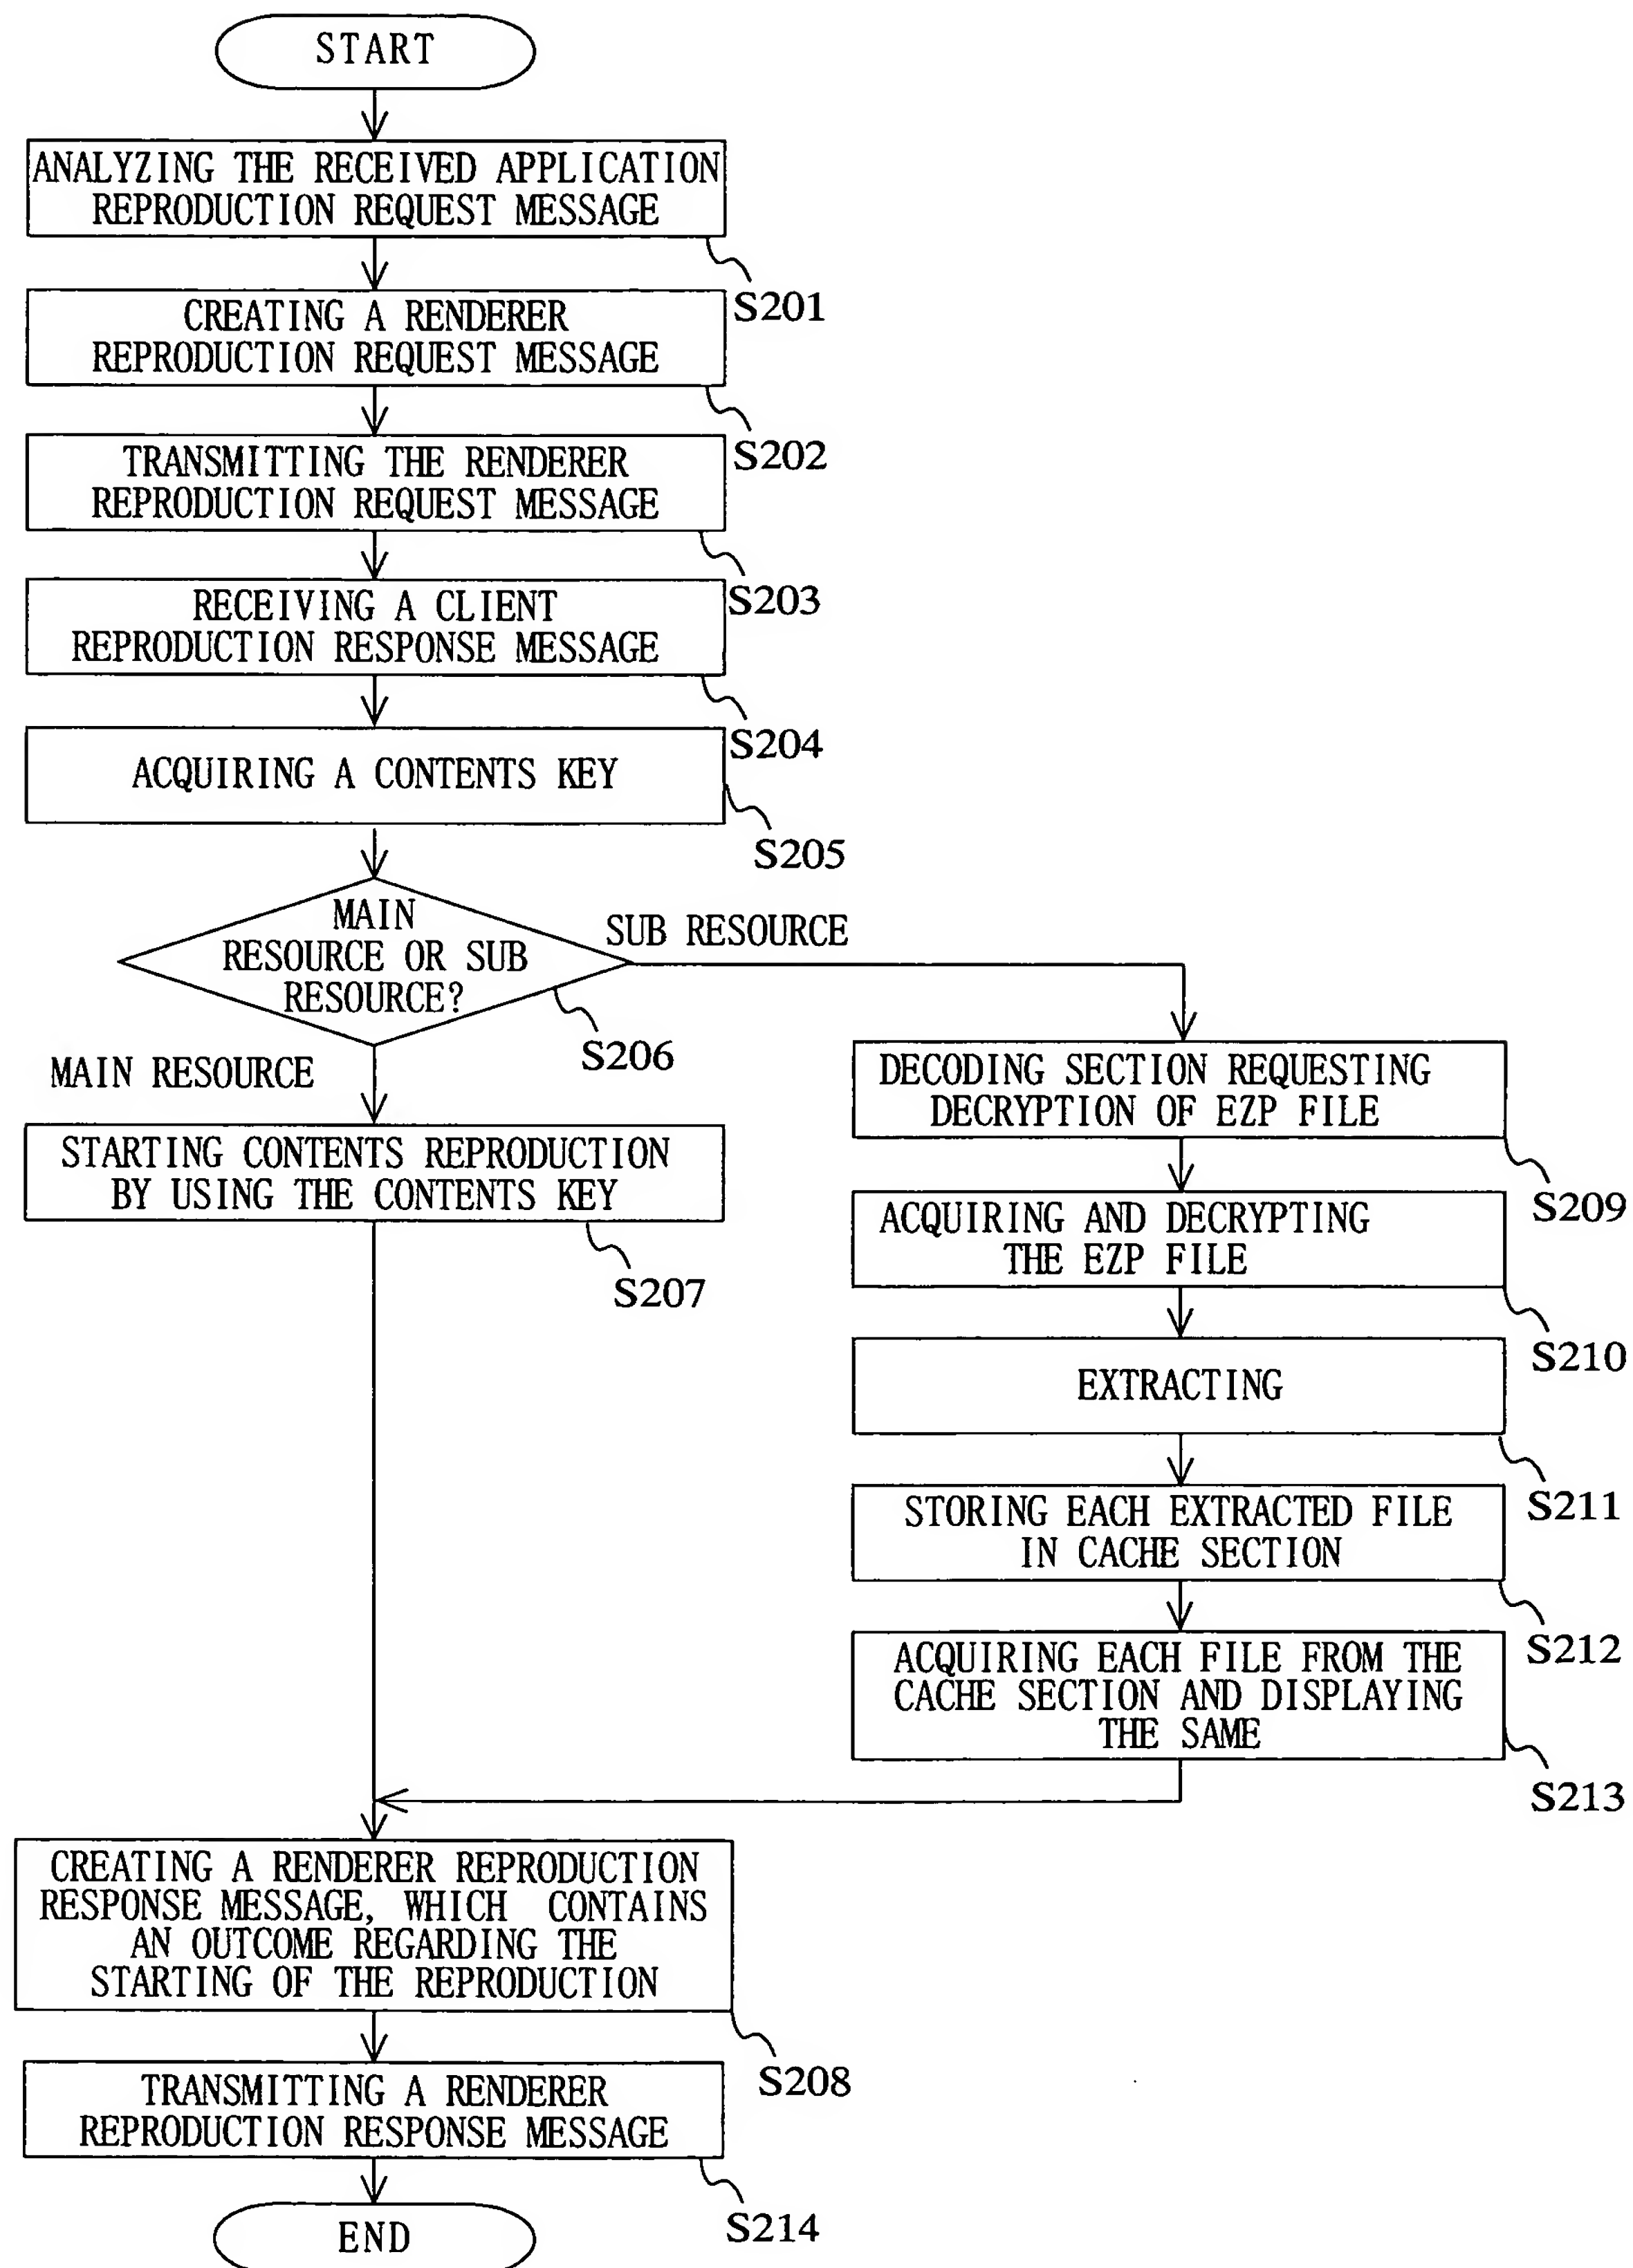 START
ANALYZING THE RECEIVED APPLICATION
REPRODUCTION REQUEST MESSAGE
S201
CREATING A RENDERER
REPRODUCTION REQUEST MESSAGE
S202
TRANSMITTING THE RENDERER
REPRODUCTION REQUEST MESSAGE
S203
RECEIVING A CLIENT
REPRODUCTION RESPONSE MESSAGE
S204
ACQUIRING A CONTENTS KEY
S205
MAIN
RESOURCE OR SUB
RESOURCE?
S206
SUB RESOURCE
MAIN RESOURCE
STARTING CONTENTS REPRODUCTION
BY USING THE CONTENTS KEY
S207
DECODING SECTION REQUESTING
DECRYPTION OF EZP FILE
S209
ACQUIRING AND DECRYPTING
THE EZP FILE
S210
EXTRACTING
S211
STORING EACH EXTRACTED FILE
IN CACHE SECTION
S212
ACQUIRING EACH FILE FROM THE
CACHE SECTION AND DISPLAYING
THE SAME
S213
CREATING A RENDERER REPRODUCTION
RESPONSE MESSAGE, WHICH CONTAINS
AN OUTCOME REGARDING THE
STARTING OF THE REPRODUCTION
S208
TRANSMITTING A RENDERER
REPRODUCTION RESPONSE MESSAGE
S214
END